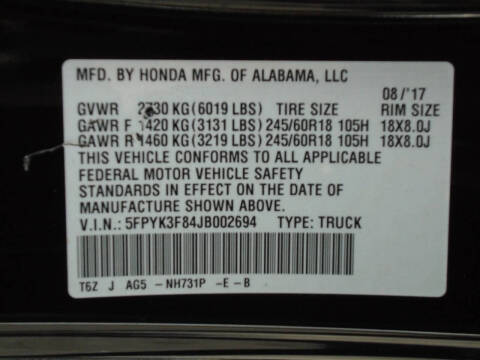 MFD. BY HONDA MFG. OF ALABAMA, LLC
08/'17
GVWR 2730 KG(6019 LBS) TIRE SIZE RIM SIZE
GAWR F 1420 KG(3131 LBS)245/60R18 105H 18X8.0J
GAWR R 1460 KG(3219 LBS)245/60R18 105H 18X8.0J
THIS VEHICLE CONFORMS TO ALL APPLICABLE
FEDERAL MOTOR VEHICLE SAFETY
STANDARDS IN EFFECT ON THE DATE OF
MANUFACTURE SHOWN ABOVE.
V.I.N.: 5FPYK3F84JB002694 TYPE: TRUCK
T6Z J AG5 -NH731P -E-B